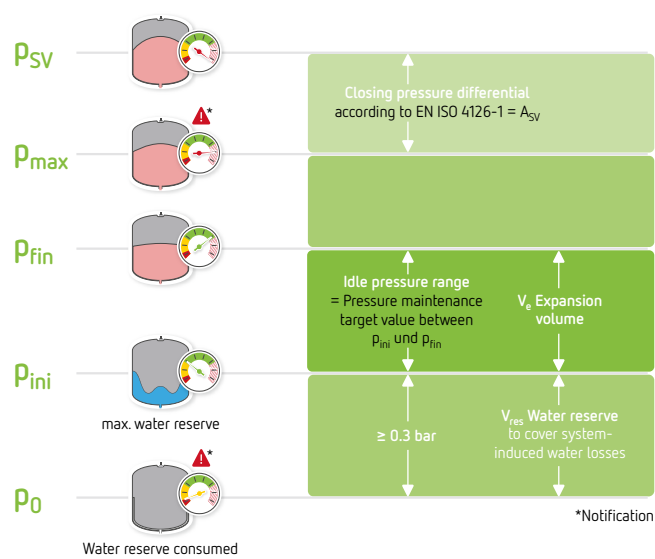 pSV
Closing pressure differential
according to EN ISO 4126-1 = ASV
*
pmax
pfin
Idle pressure range
= Pressure maintenance
target value between
pini und pfin
Ve Expansion
volume
pini
max. water reserve
≥ 0.3 bar
Vres Water reserve
to cover system-
induced water losses
*
p0
Water reserve consumed
*Notification